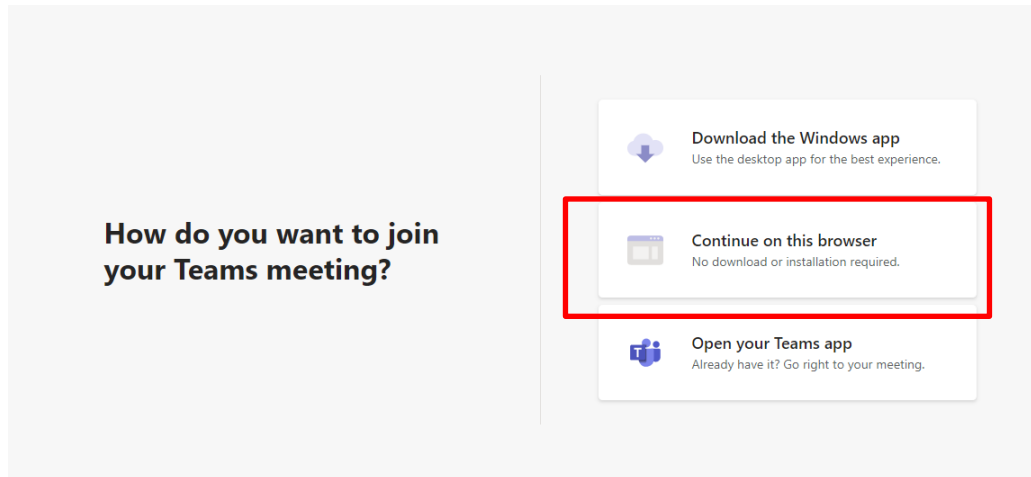 How do you want to join
your Teams meeting?
Download the Windows app
Use the desktop app for the best experience.
Continue on this browser
No download or installation required.
Open your Teams app
Already have it? Go right to your meeting.